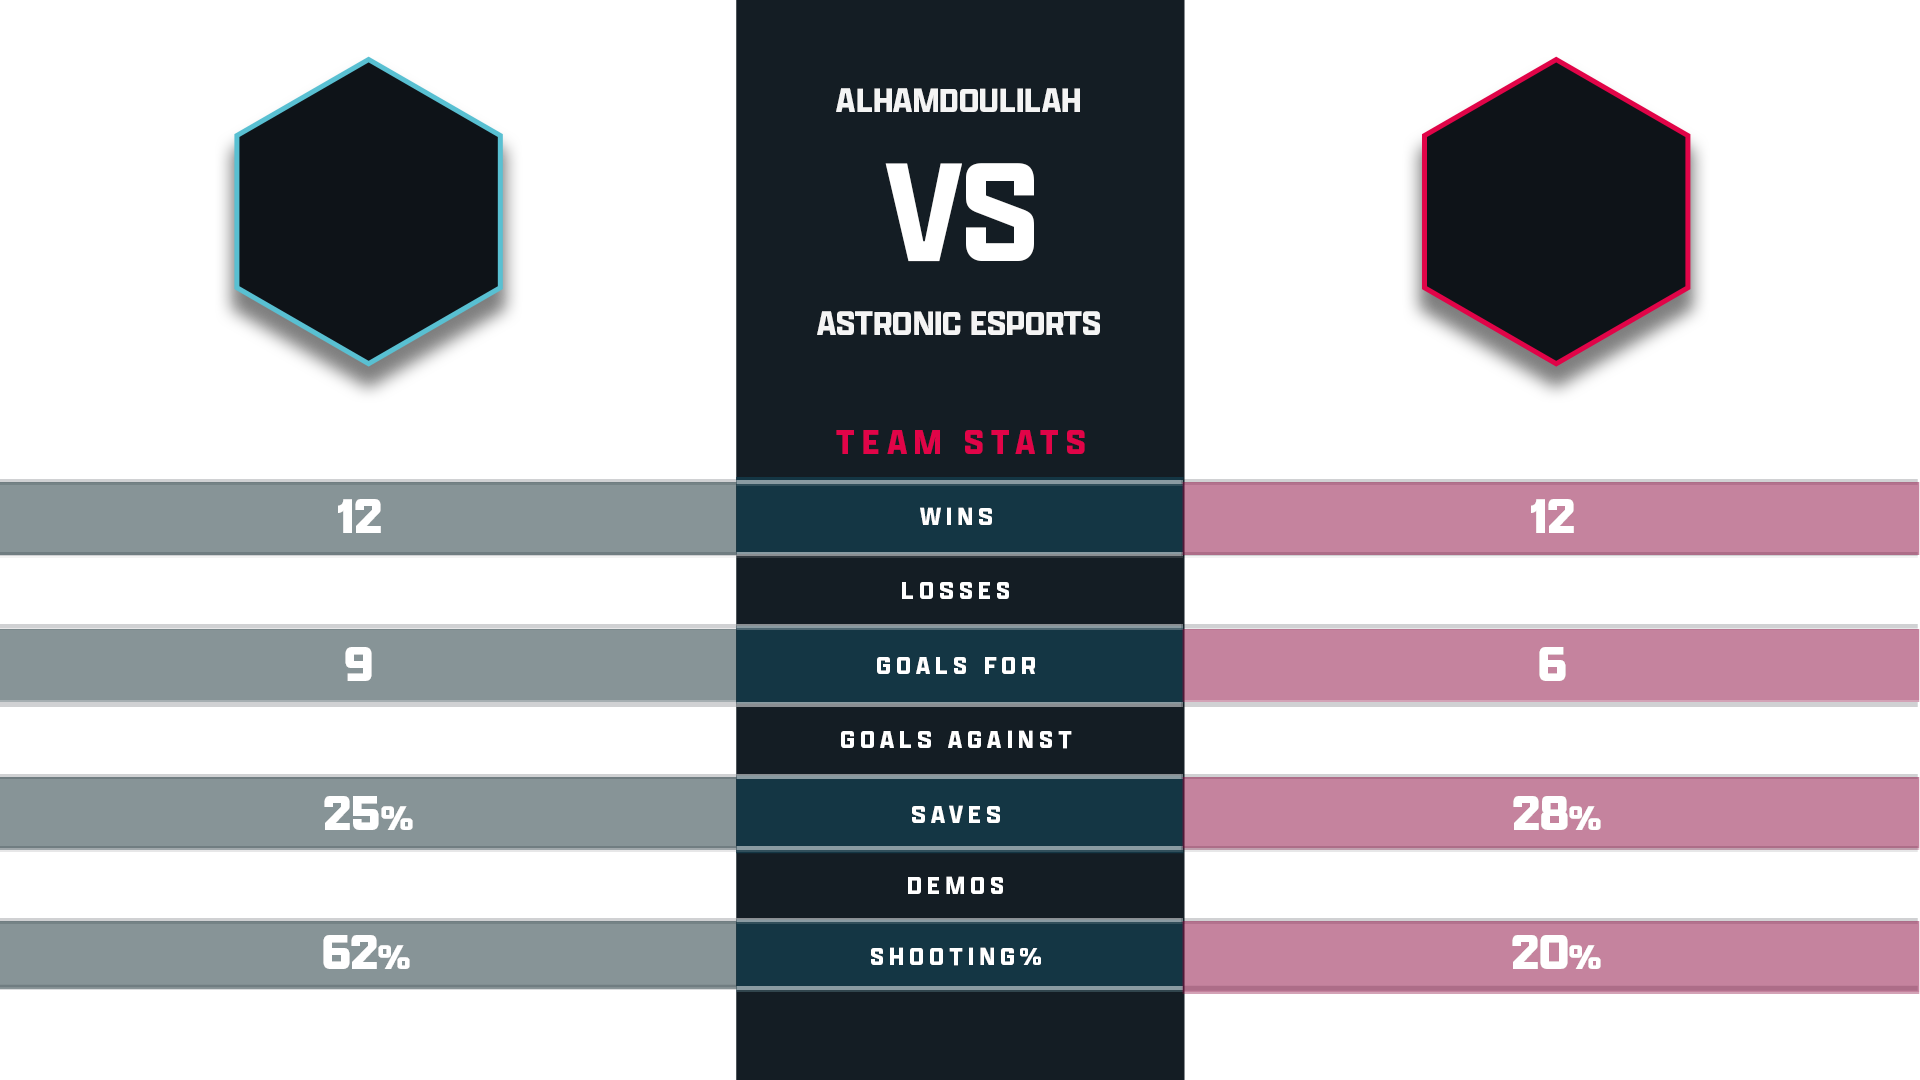 ALHAMDOULILAH
VS
ASTRONIC ESPORTS
TEAM STATS
12 WINS 12
LOSSES
9 GOALS FOR 6
GOALS AGAINST
25% SAVES 28%
DEMOS
62% SHOOTING% 20%